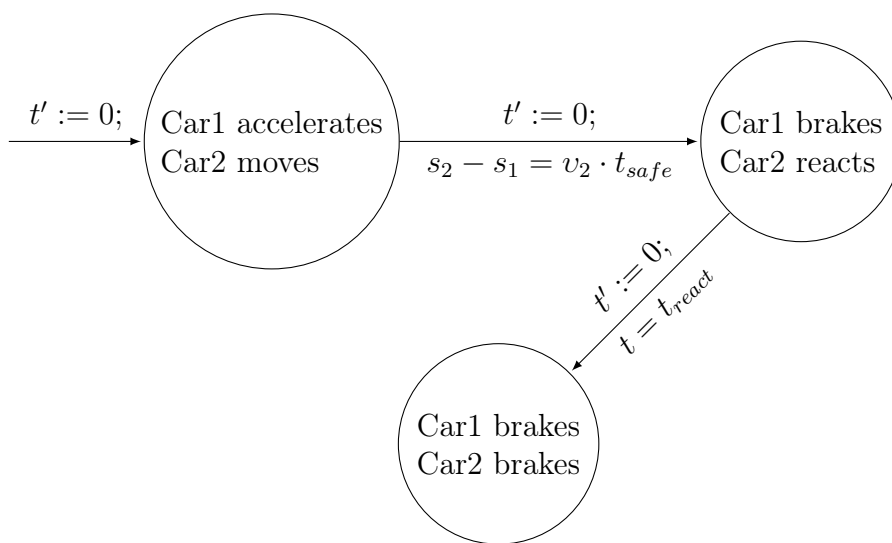 t' := 0;
Car1 accelerates
Car2 moves
t' := 0;
s₂ − s₁ = υ₂ · t_safe
Car1 brakes
Car2 reacts
t' := 0;
t = t_react
Car1 brakes
Car2 brakes